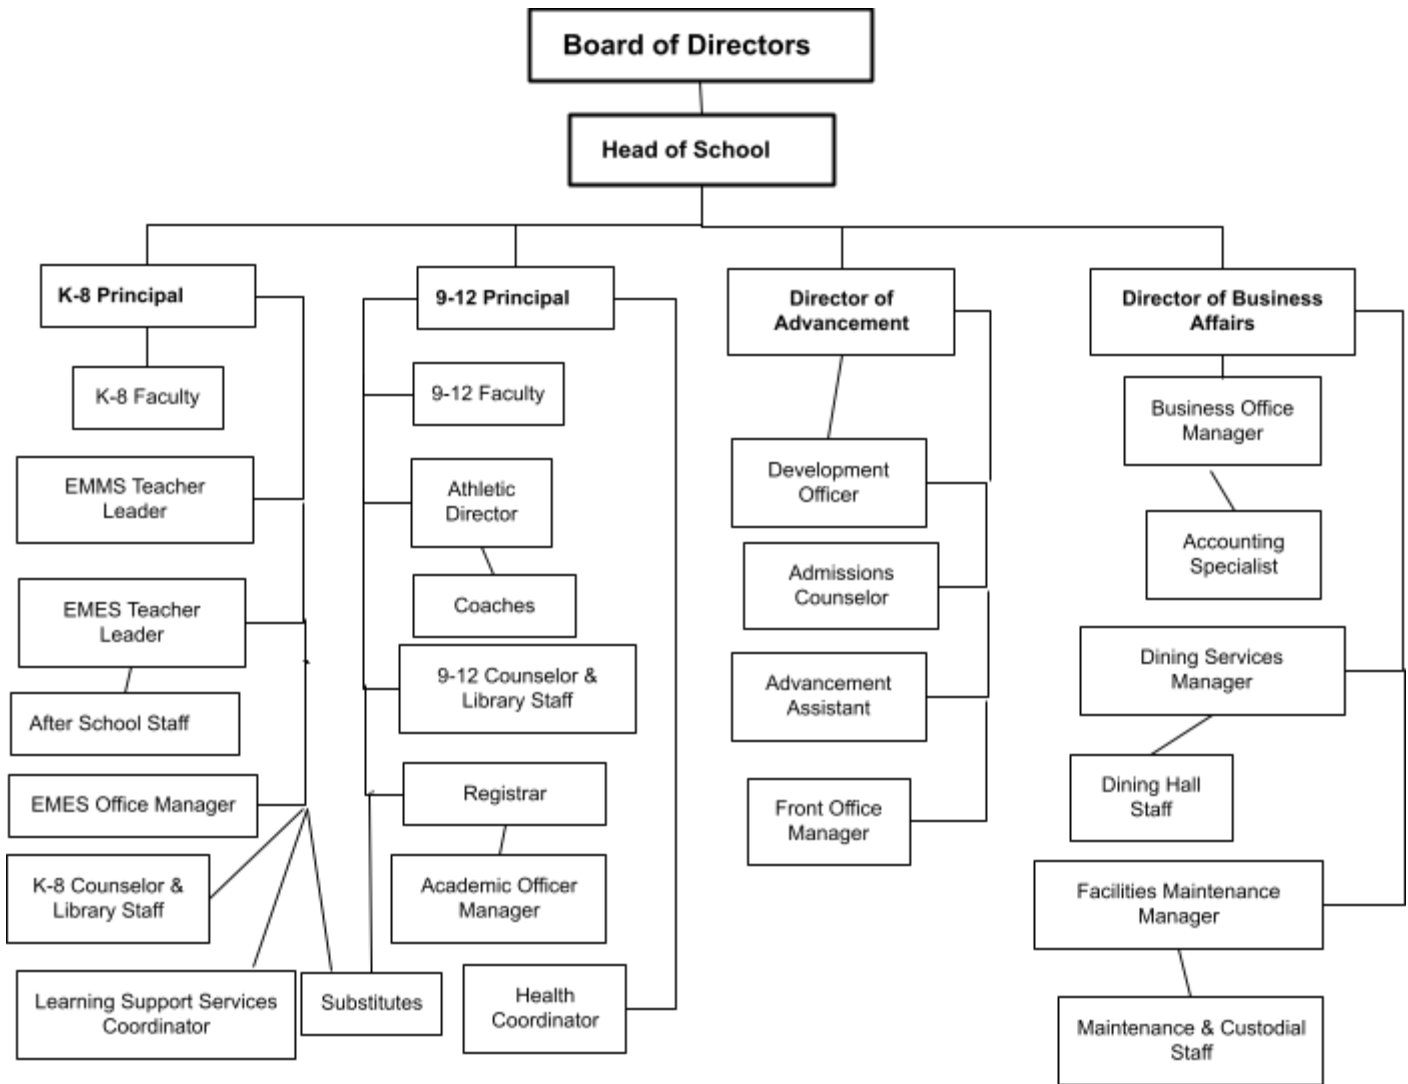 Board of Directors
Head of School
K-8 Principal
9-12 Principal
Director of
Advancement
Director of Business
Affairs
K-8 Faculty
EMMS Teacher
Leader
EMES Teacher
Leader
After School Staff
EMES Office Manager
K-8 Counselor &
Library Staff
Learning Support Services
Coordinator
Substitutes
9-12 Faculty
Athletic
Director
Coaches
9-12 Counselor &
Library Staff
Registrar
Academic Officer
Manager
Health
Coordinator
Development
Officer
Admissions
Counselor
Advancement
Assistant
Front Office
Manager
Business Office
Manager
Accounting
Specialist
Dining Services
Manager
Dining Hall
Staff
Facilities Maintenance
Manager
Maintenance & Custodial
Staff